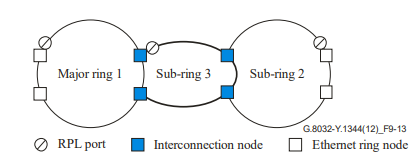 Major ring 1
Sub-ring 3
Sub-ring 2
G.8032-Y.1344(12)_F9-13
RPL port
Interconnection node
Ethernet ring node